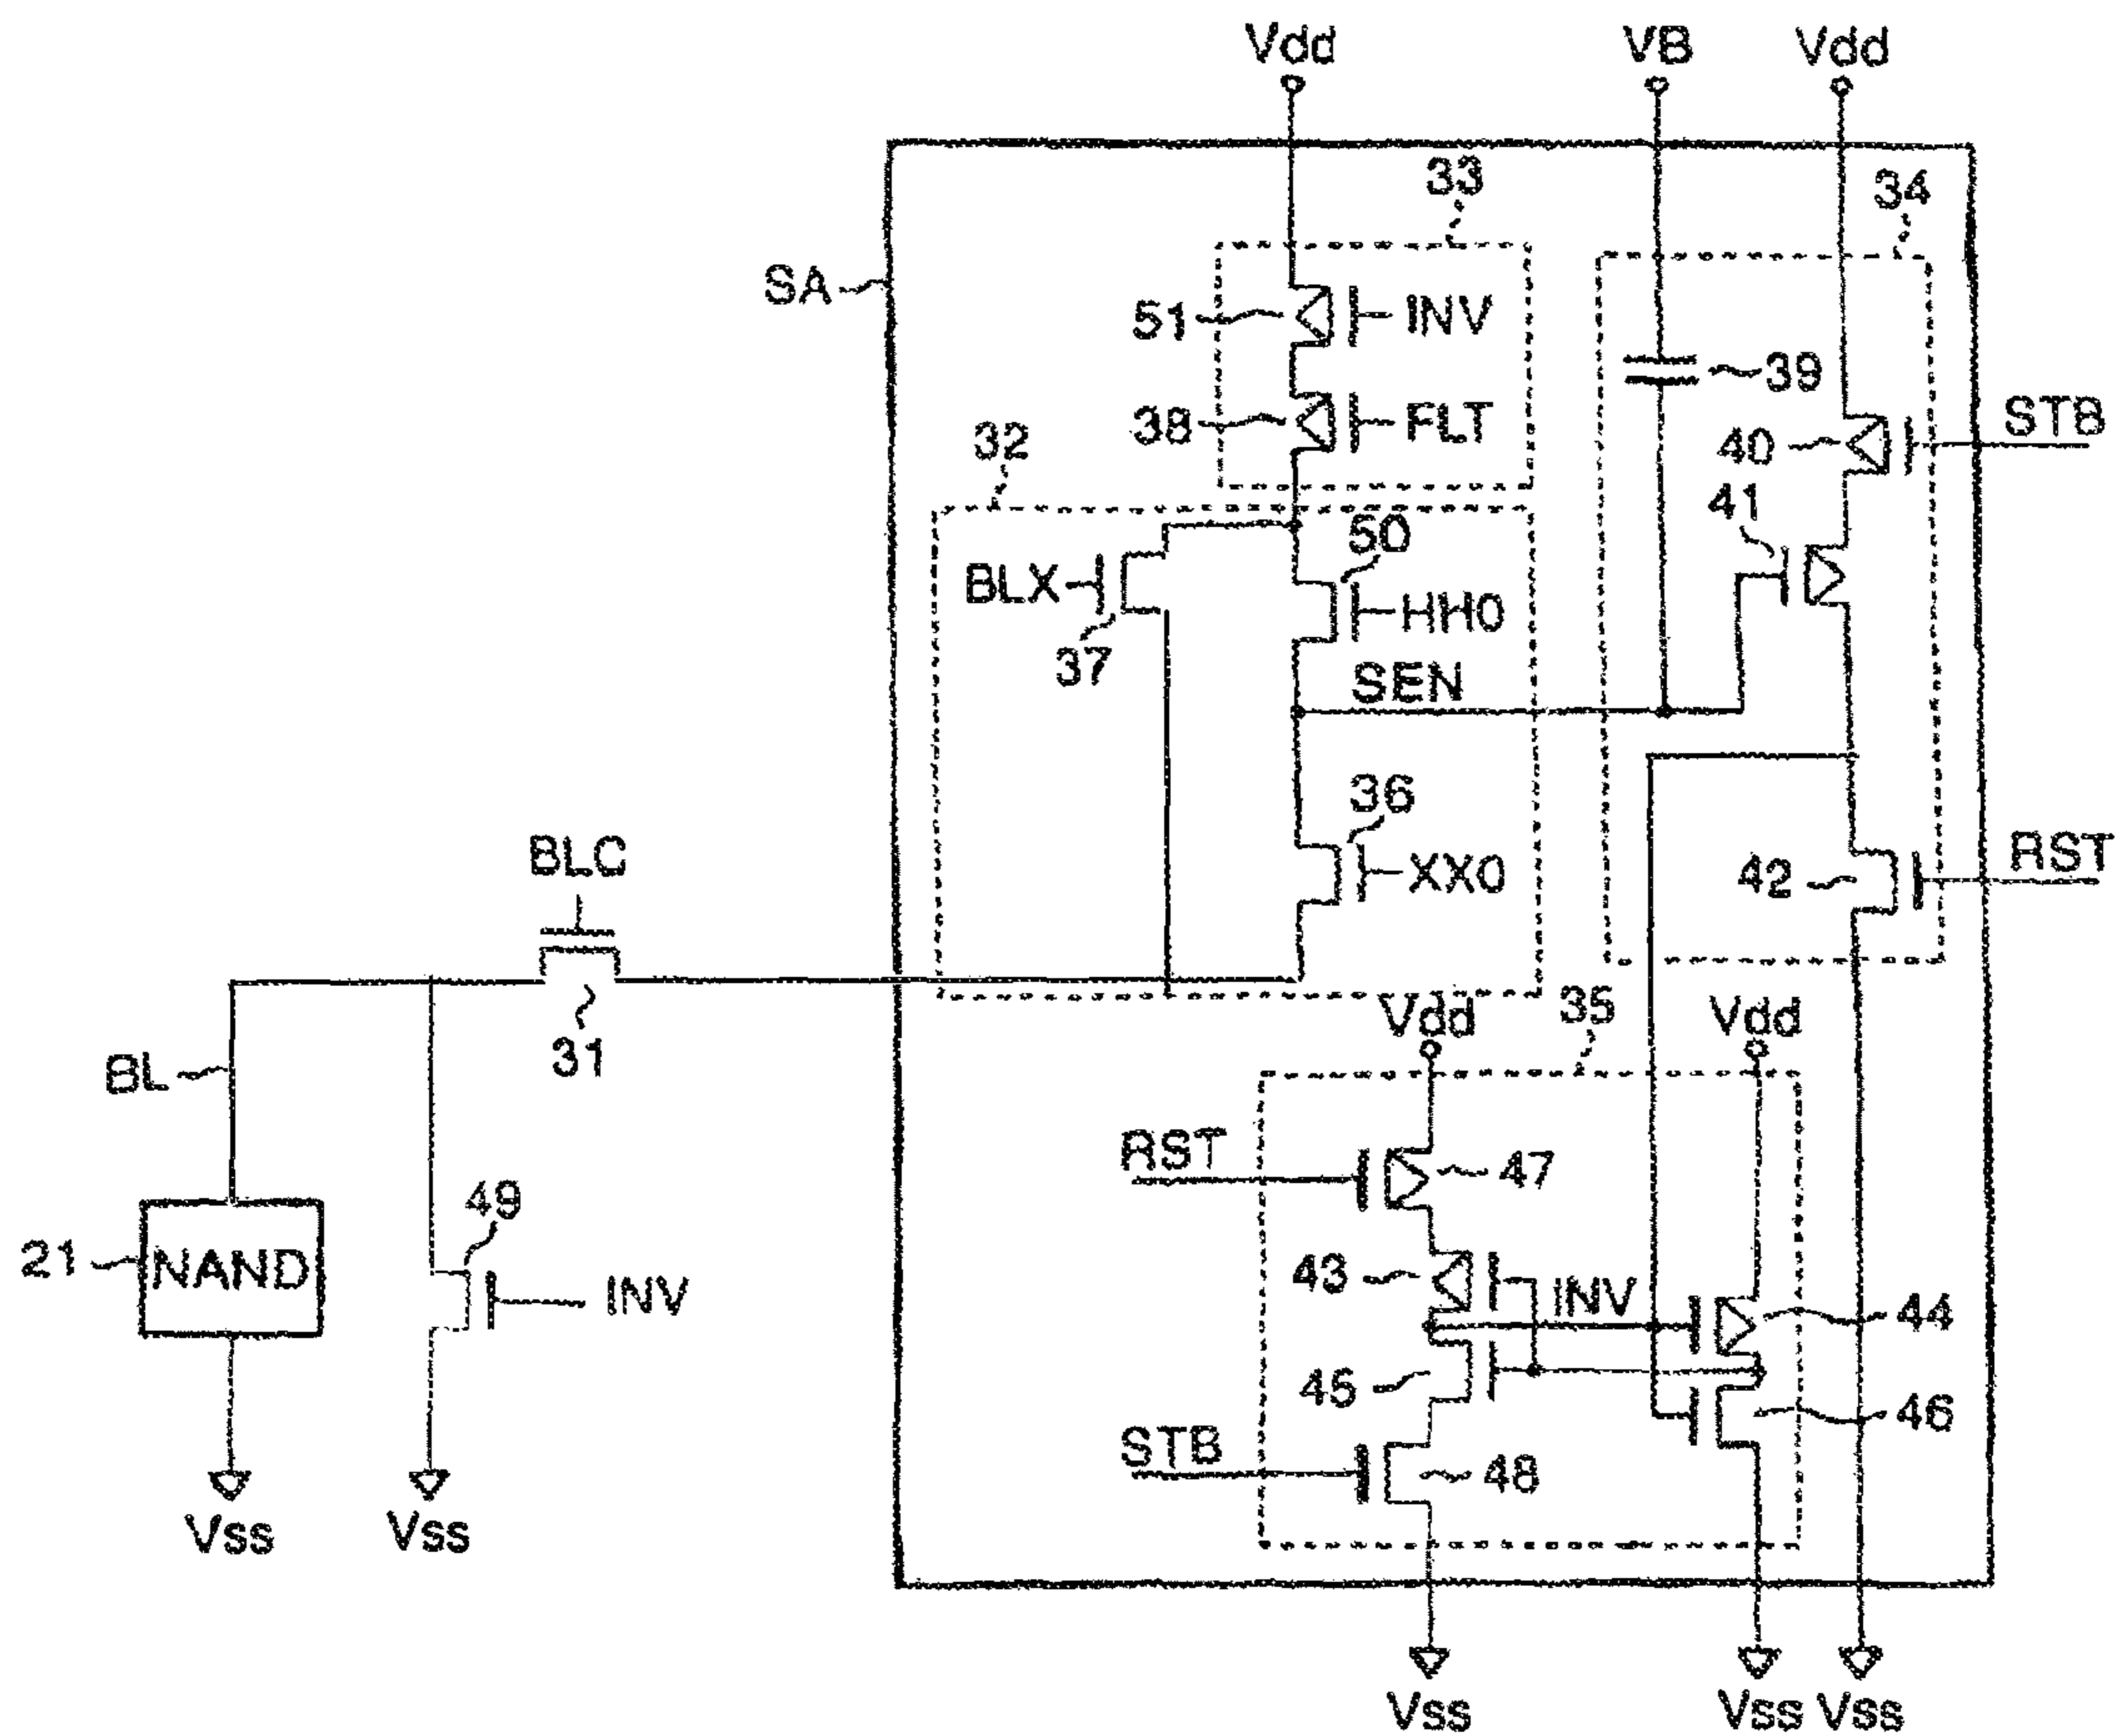 Vdd
VB
Vdd
33
34
SA
51
INV
39
38
FLT
STB
40
32
41
50
BLX
HHO
37
SEN
36
BLC
XXO
42
RST
31
35
Vdd
Vdd
BL
RST
47
49
21
NAND
43
INV
INV
44
45
46
STB
48
Vss
Vss
Vss
Vss
Vss